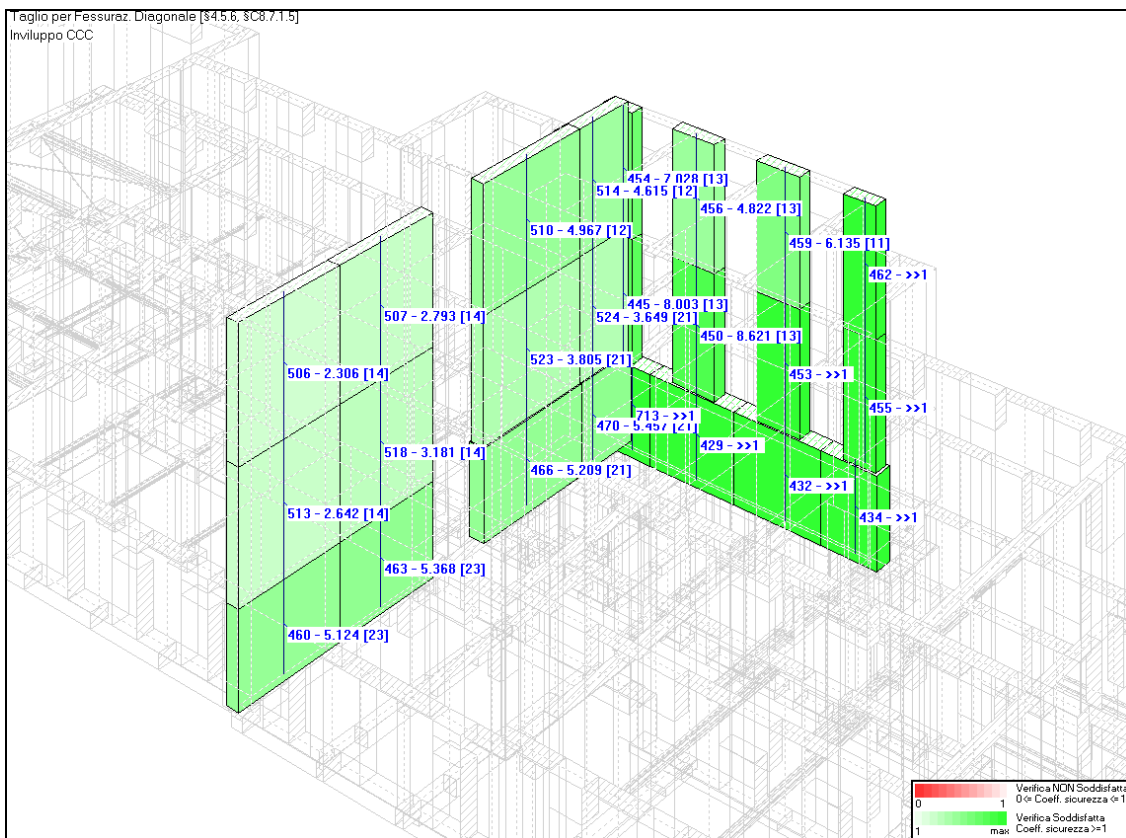 Taglio per Fessuraz. Diagonale [§4.5.6, §C8.7.1.5]
Inviluppo CCC
454 - 7.028 [13]
514 - 4.615 [12]
456 - 4.822 [13]
510 - 4.967 [12]
459 - 6.135 [11]
462 - >>1
445 - 8.003 [13]
507 - 2.793 [14]
524 - 3.649 [21]
450 - 8.621 [13]
523 - 3.805 [21]
506 - 2.306 [14]
453 - >>1
455 - >>1
713 - >>1
470 - 5.457 [21]
429 - >>1
518 - 3.181 [14]
466 - 5.209 [21]
432 - >>1
513 - 2.642 [14]
434 - >>1
463 - 5.368 [23]
460 - 5.124 [23]
Verifica NON Soddisfatta
0 <= Coeff. sicurezza <=1
0 1
Verifica Soddisfatta
Coeff. sicurezza >=1
1 max